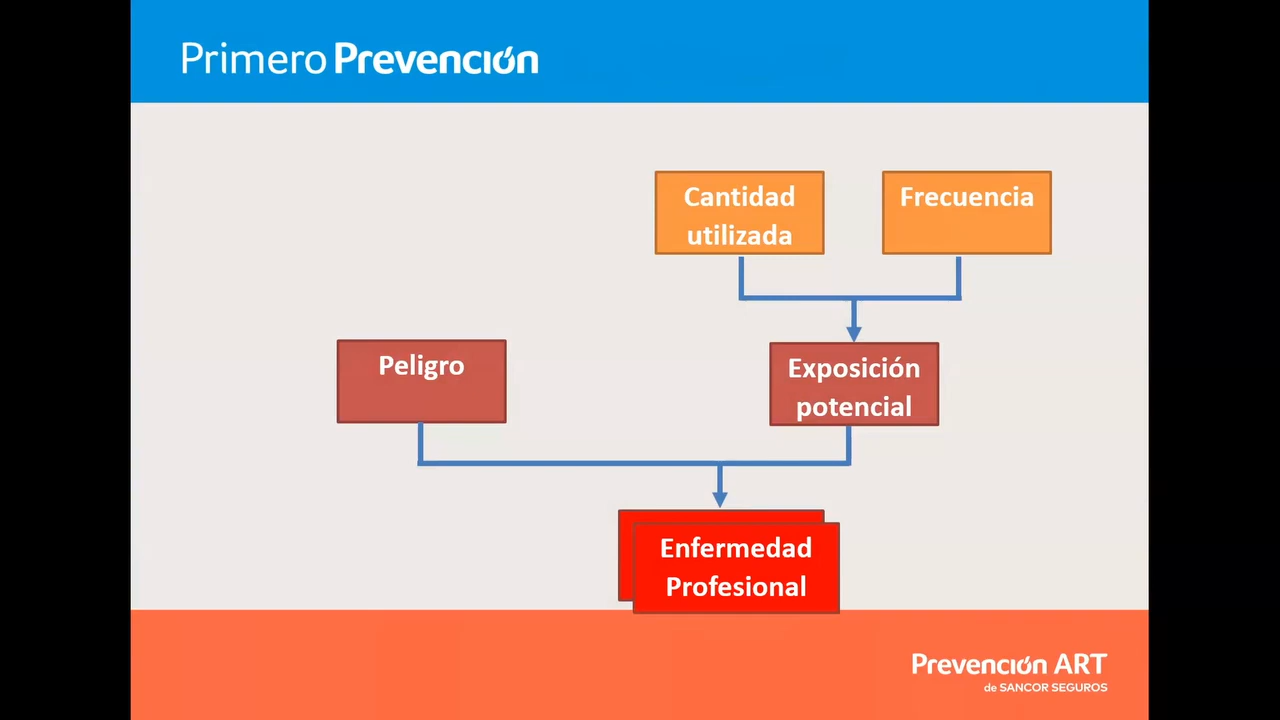 Primero Prevención
Cantidad
utilizada
Frecuencia
Peligro
Exposición
potencial
Enfermedad
Profesional
Prevención ART
de SANCOR SEGUROS